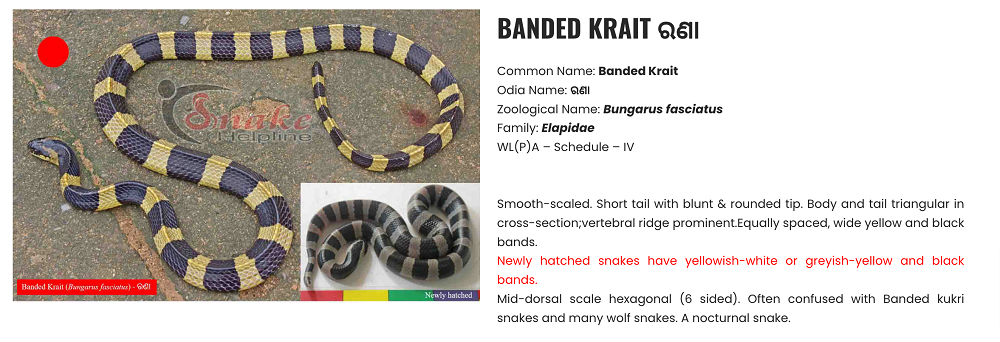 BANDED KRAIT ରଣା
Common Name: Banded Krait
Odia Name: ରଣା
Zoological Name: Bungarus fasciatus
Family: Elapidae
WL(P)A – Schedule – IV
Smooth-scaled. Short tail with blunt & rounded tip. Body and tail triangular in
cross-section;vertebral ridge prominent.Equally spaced, wide yellow and black
bands.
Newly hatched snakes have yellowish-white or greyish-yellow and black
bands.
Mid-dorsal scale hexagonal (6 sided). Often confused with Banded kukri
snakes and many wolf snakes. A nocturnal snake.
Snake
Helpline
Banded Krait (Bungarus fasciatus) - ରଣା
Newly hatched